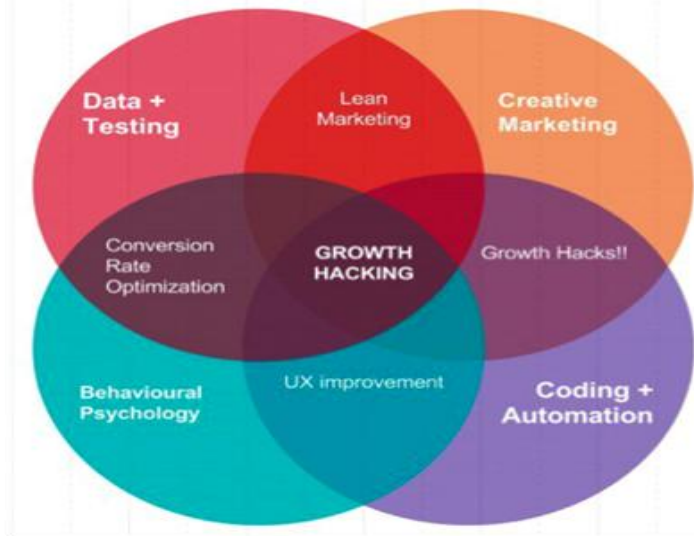 Data +
Testing
Lean
Marketing
Creative
Marketing
Conversion
Rate
Optimization
GROWTH
HACKING
Growth Hacks!!
Behavioural
Psychology
UX improvement
Coding +
Automation